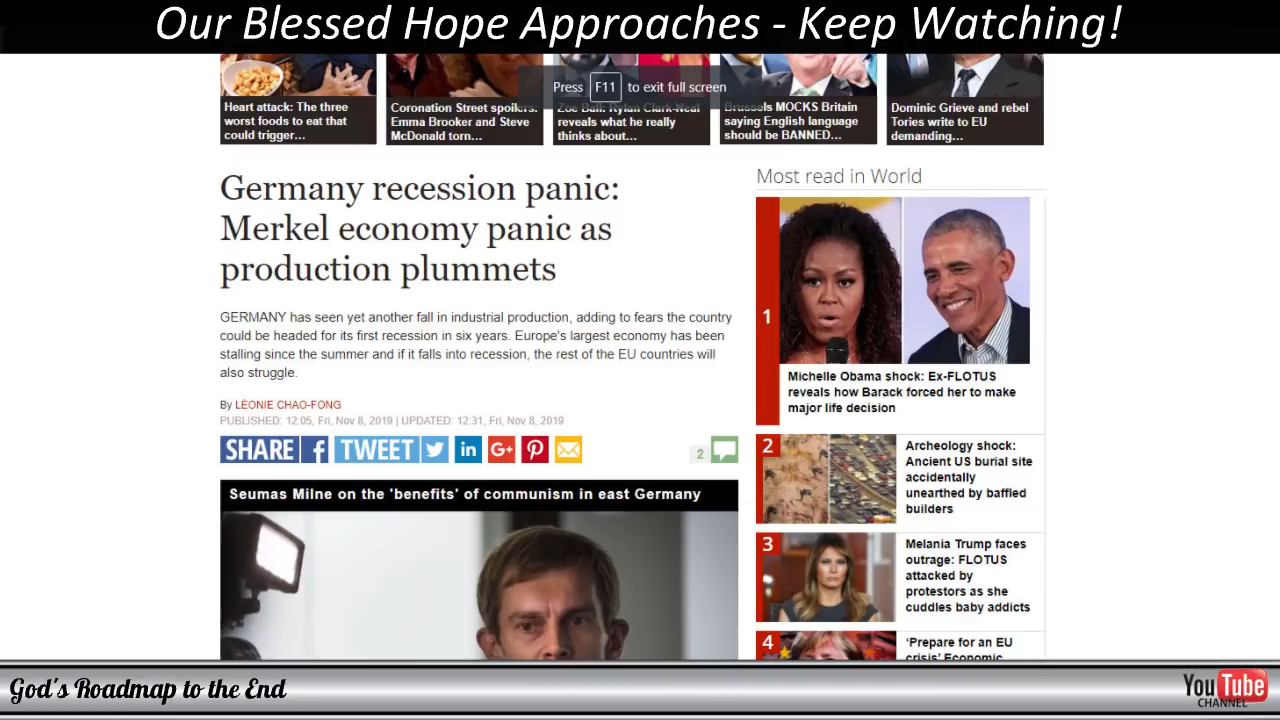 Our Blessed Hope Approaches - Keep Watching!
Press F11 to exit full screen
Heart attack: The three
worst foods to eat that
could trigger...
Coronation Street spoilers:
Emma Brooker and Steve
McDonald torn...
Zoe Ball: Rylan Clark-Neal
reveals what he really
thinks about...
Brussels MOCKS Britain
saying English language
should be BANNED...
Dominic Grieve and rebel
Tories write to EU
demanding...
Germany recession panic:
Merkel economy panic as
production plummets
GERMANY has seen yet another fall in industrial production, adding to fears the country
could be headed for its first recession in six years. Europe's largest economy has been
stalling since the summer and if it falls into recession, the rest of the EU countries will
also struggle.
By LÉONIE CHAO-FONG
PUBLISHED: 12:05, Fri, Nov 8, 2019 | UPDATED: 12:31, Fri, Nov 8, 2019
SHARE f TWEET in G+ 2
Seumas Milne on the 'benefits' of communism in east Germany
Most read in World
1
Michelle Obama shock: Ex-FLOTUS
reveals how Barack forced her to make
major life decision
2
Archeology shock:
Ancient US burial site
accidentally
unearthed by baffled
builders
3
Melania Trump faces
outrage: FLOTUS
attacked by
protestors as she
cuddles baby addicts
4
'Prepare for an EU
crisis' Economic
God's Roadmap to the End
YouTube
CHANNEL